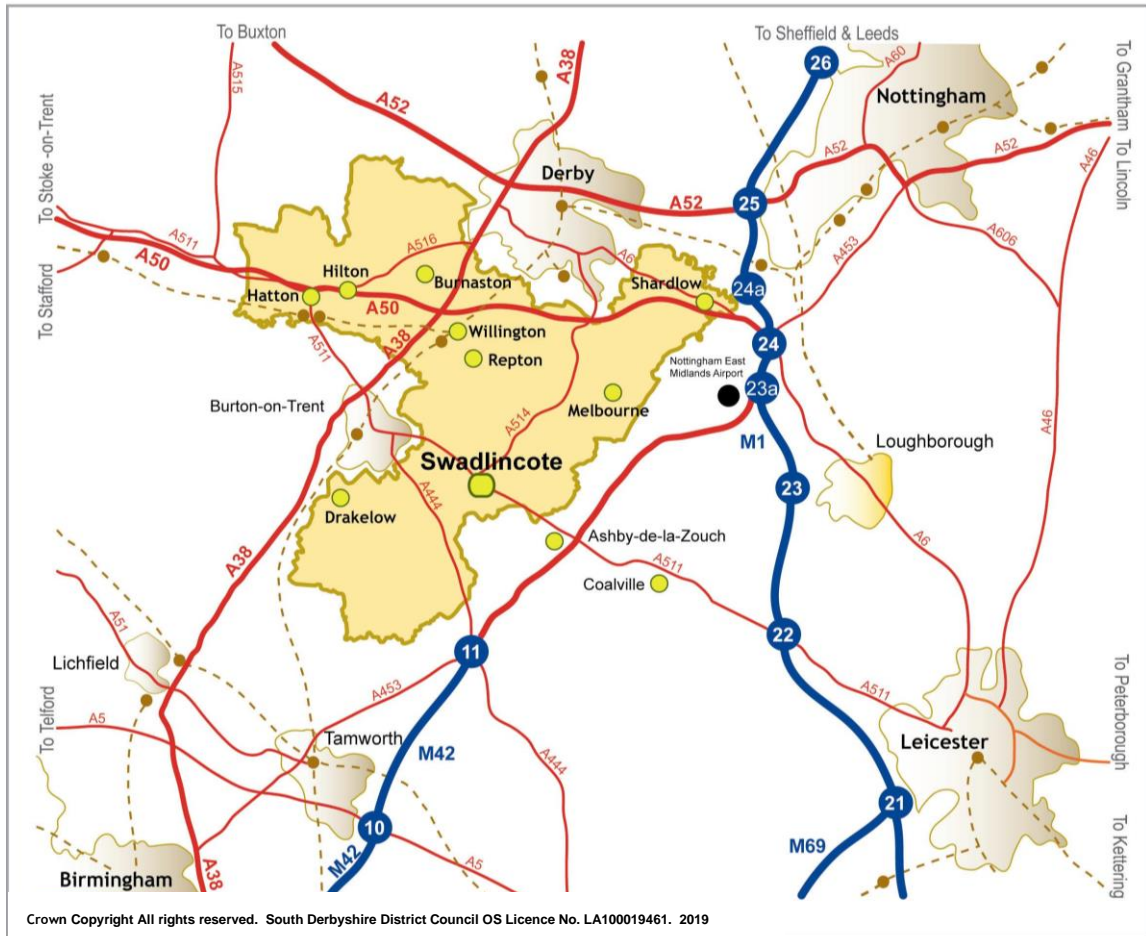 To Buxton
To Sheffield & Leeds
A515
A52
A38
26
A60
Nottingham
To Grantham
To Stoke -on-Trent
A52
A52
A46
Derby
25
A52
To Lincoln
A511
A516
A6
A453
A606
A50
Hilton
Burnaston
Shardlow
24a
Hatton
A50
To Stafford
Willington
24
A38
Repton
A511
Nottingham East
Midlands Airport
23a
Burton-on-Trent
Melbourne
A514
M1
A46
Loughborough
Swadlincote
23
A444
Drakelow
A6
Ashby-de-la-Zouch
A38
A511
Coalville
A51
22
11
Lichfield
A453
A511
To Peterborough
To Telford
A5
Tamworth
Leicester
M42
A444
21
10
M69
To Kettering
M42
A5
Birmingham
A38
Crown Copyright All rights reserved. South Derbyshire District Council OS Licence No. LA100019461. 2019